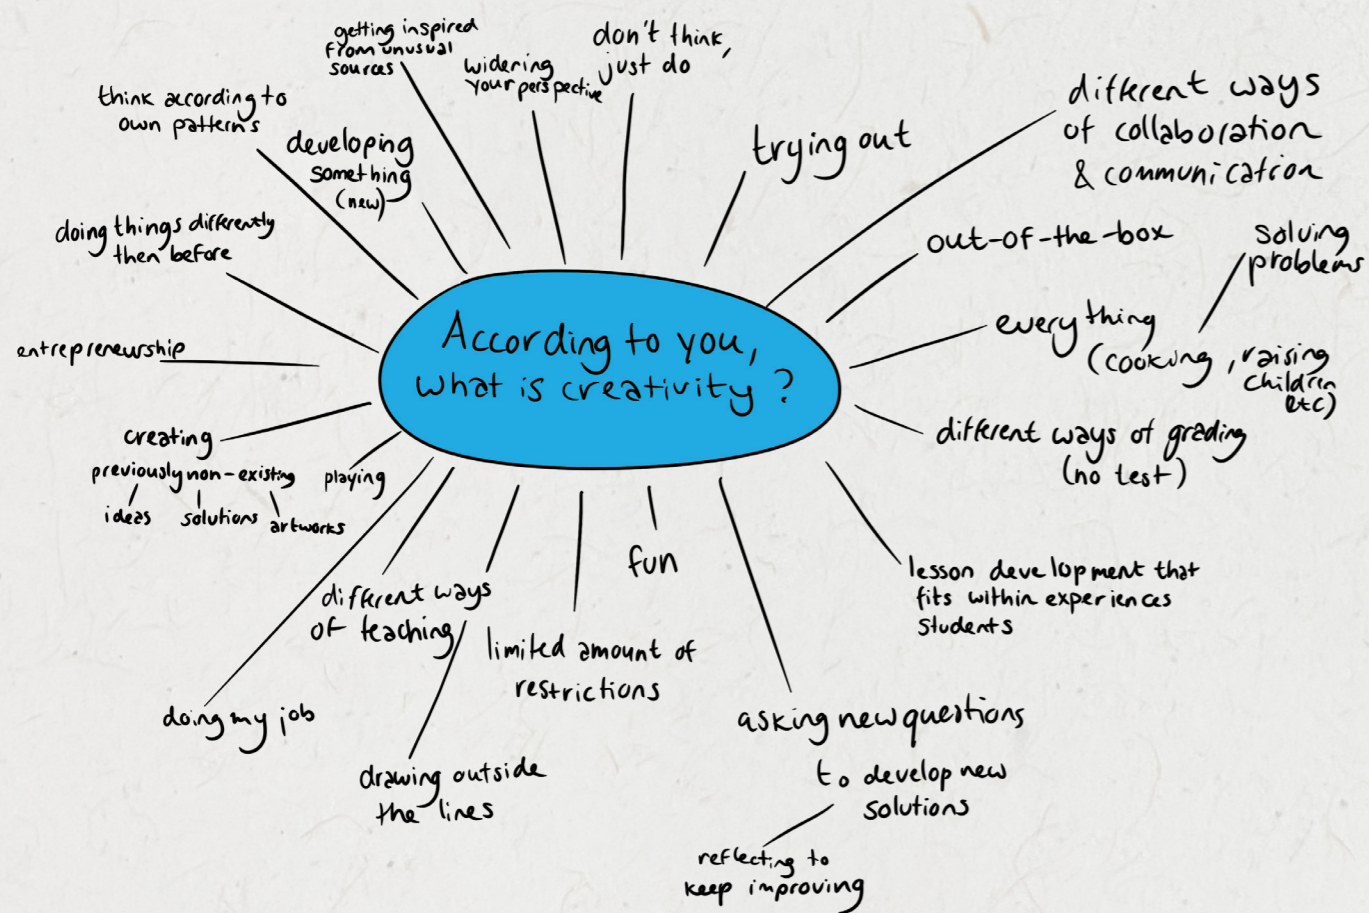 getting inspired
from unusual
sources
widering
your perspective
don't think,
just do
think according to
own patterns
developing
something
(new)
trying out
different ways
of collaboration
& communication
doing things differently
then before
out-of-the-box
solving
problems
everything
(cooking, raising
children
etc)
entrepreneurship
According to you,
what is creativity ?
creating
previously non-existing
ideas
solutions
artworks
playing
different ways of grading
(no test)
fun
lesson development that
fits within experiences
students
different ways
of teaching
limited amount of
restrictions
doing my job
asking new questions
to develop new
solutions
drawing outside
the lines
reflecting to
keep improving